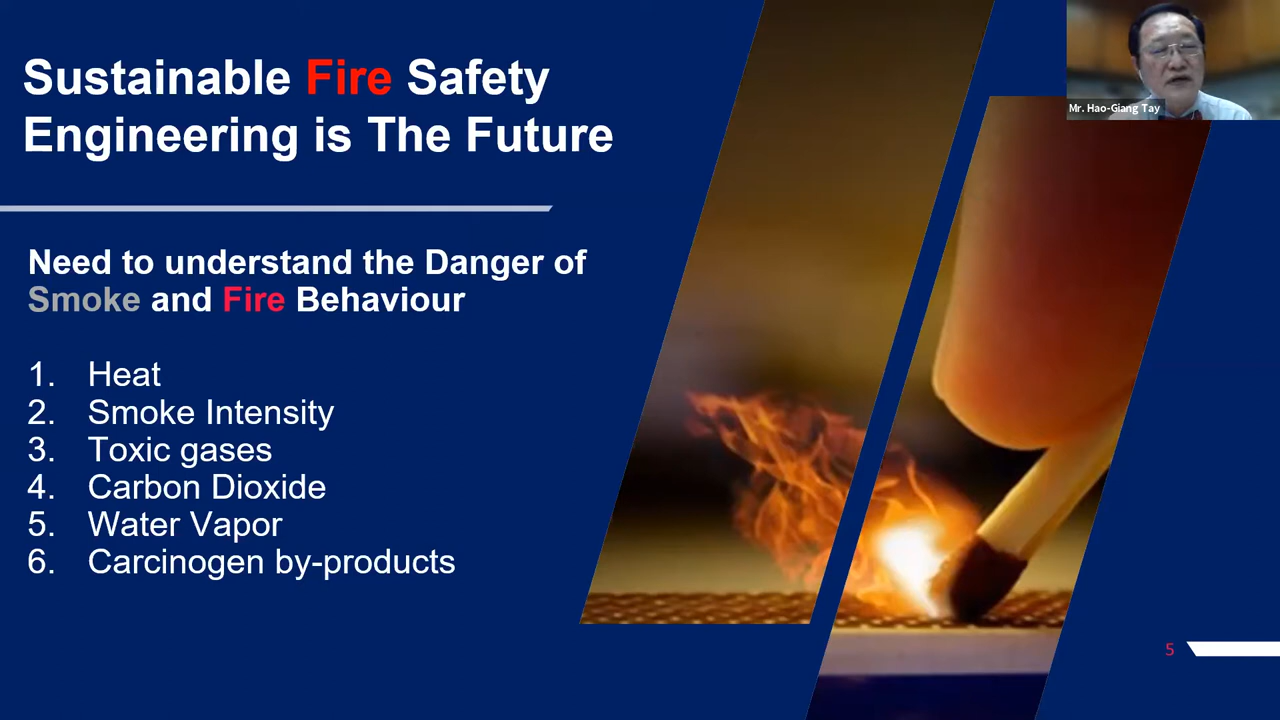 Sustainable Fire Safety
Engineering is The Future
Need to understand the Danger of
Smoke and Fire Behaviour
1. Heat
2. Smoke Intensity
3. Toxic gases
4. Carbon Dioxide
5. Water Vapor
6. Carcinogen by-products
Mr. Hao-Giang Tay
5